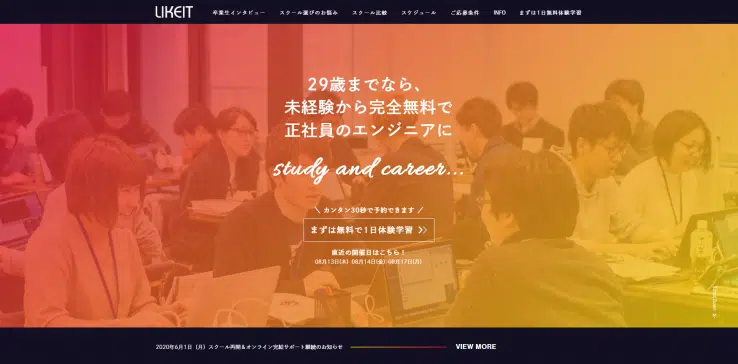 LIKEIT
卒業生インタビュー
スクール選びのお悩み
スクール比較
スケジュール
ご応募条件
INFO
まずは1日無料体験学習
29歳までなら、
未経験から完全無料で
正社員のエンジニアに
study and career...
＼ カンタン30秒で予約できます ／
まずは無料で1日体験学習
直近の開催日はこちら！
08月13日(木) 08月14日(金) 08月17日(月)
2020年6月1日（月）スクール再開&オンライン完結サポート継続のお知らせ
VIEW MORE